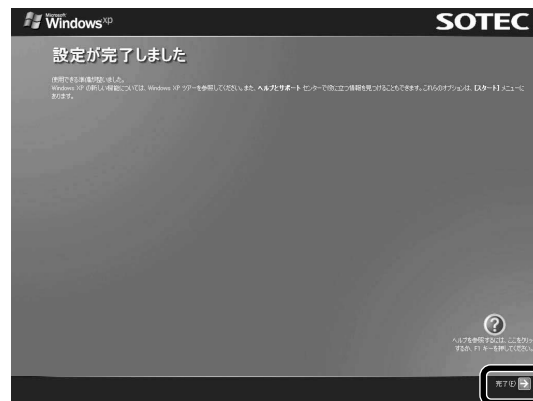 Microsoft
Windows xp
SOTEC
設定が完了しました
使用できる準備が整いました。
Windows XP の新しい機能については、Windows XP ツアーを参照してください。また、ヘルプとサポート センターで役に立つ情報を見つけることもできます。これらのオプションは、[スタート] メニューに
あります。
?
ヘルプを参照するには、ここをクリッ
するか、F1 キーを押してください。
完了(F)